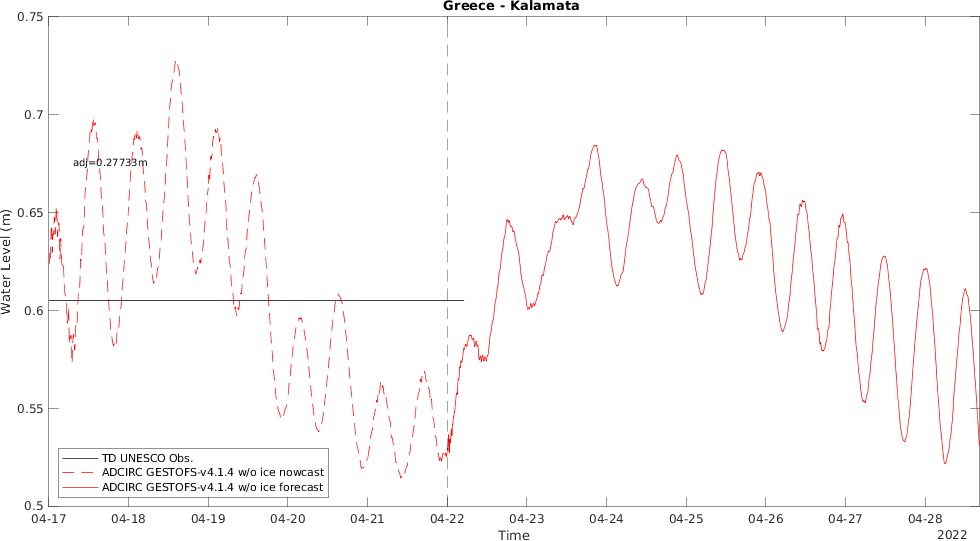 Greece - Kalamata
0.75
0.7
0.65
0.6
0.55
0.5
Water Level (m)
adj=0.27733m
TD UNESCO Obs.
ADCIRC GESTOFS-v4.1.4 w/o ice nowcast
ADCIRC GESTOFS-v4.1.4 w/o ice forecast
04-17 04-18 04-19 04-20 04-21 04-22 04-23 04-24 04-25 04-26 04-27 04-28
Time
2022